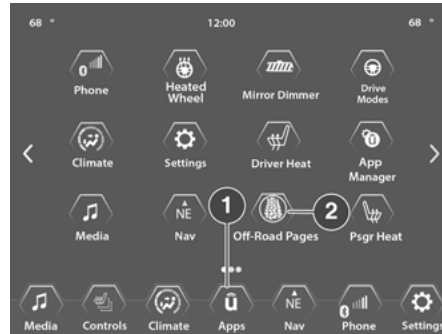 68 °
12:00
68 °
Phone
Heated
Wheel
Mirror Dimmer
Drive
Modes
Climate
Settings
Driver Heat
App
Manager
Media
NE
Nav
1
Off-Road Pages
2
Psgr Heat
Media
Controls
Climate
ū
Apps
NE
Nav
Phone
Settings